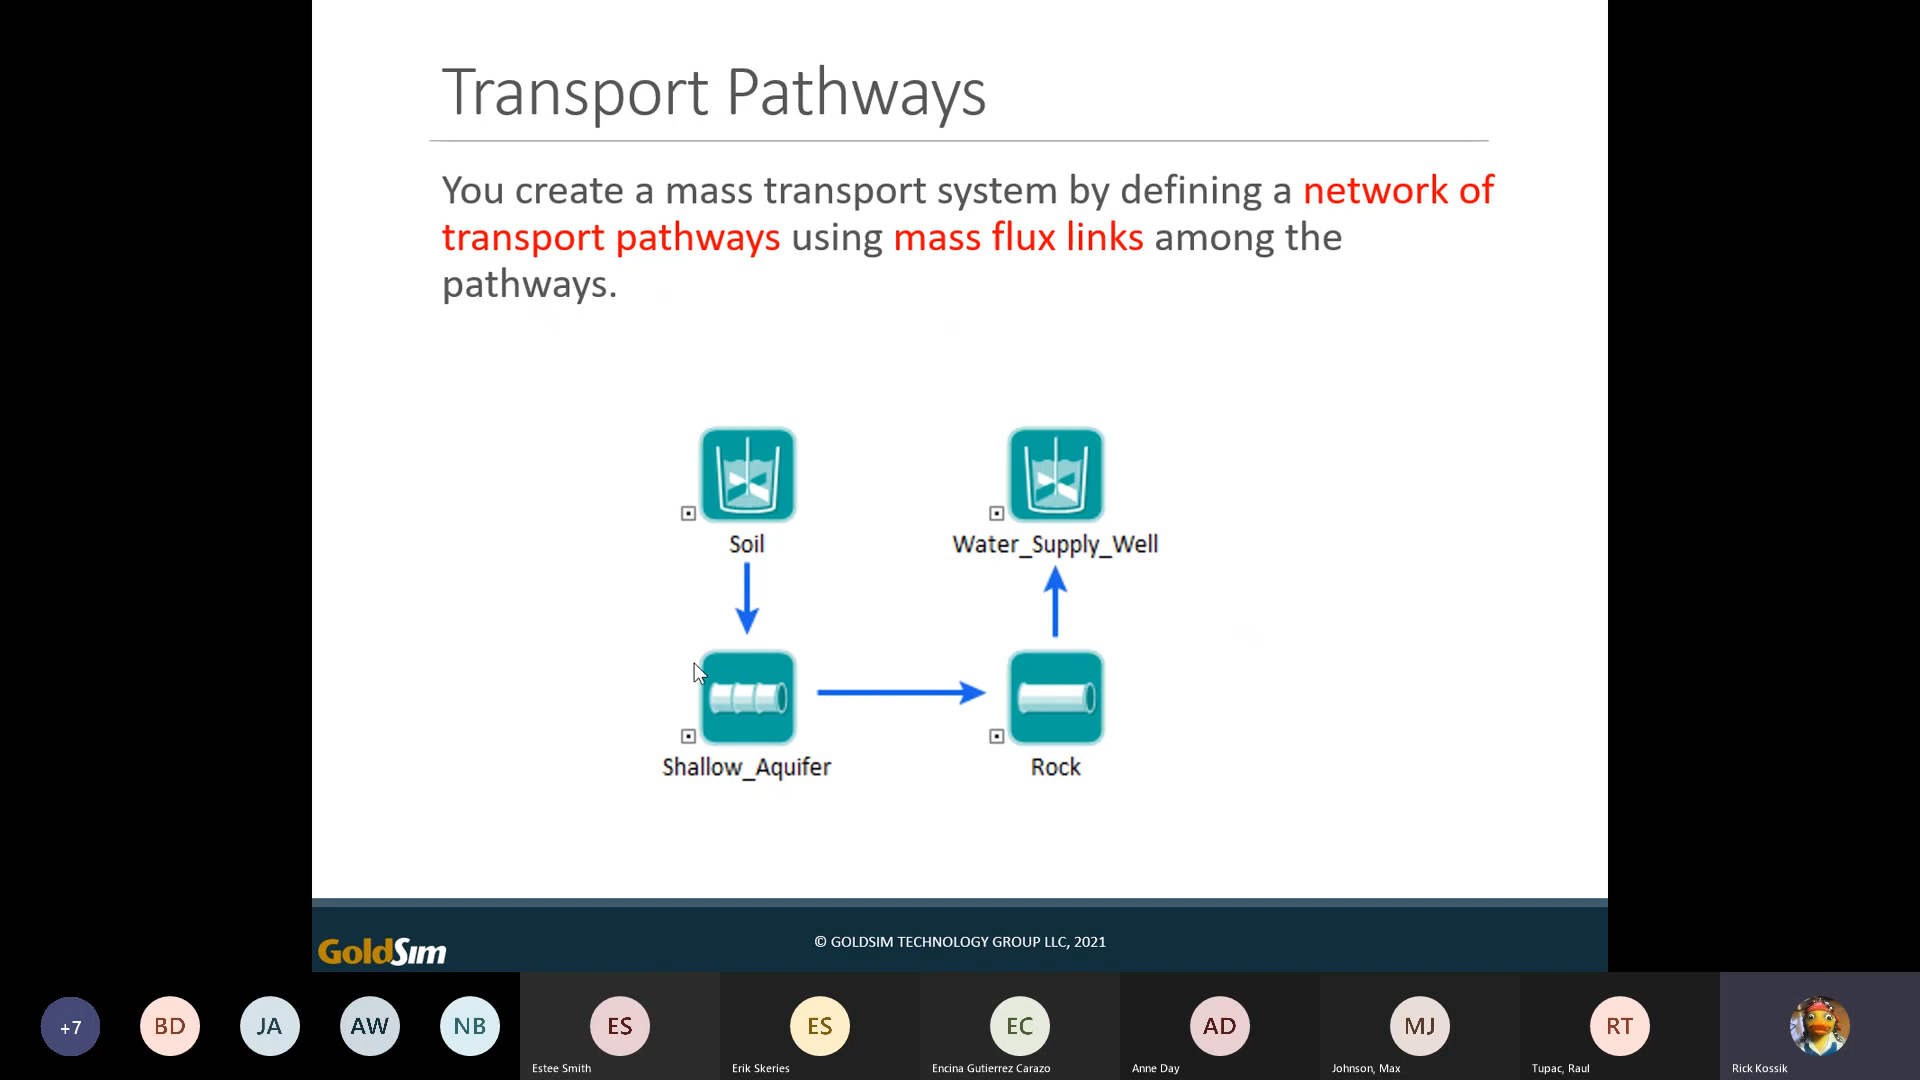 Transport Pathways
You create a mass transport system by defining a network of
transport pathways using mass flux links among the
pathways.
Soil
Water_Supply_Well
Shallow_Aquifer
Rock
GoldSim
© GOLDSIM TECHNOLOGY GROUP LLC, 2021
+7
BD
JA
AW
NB
ES
ES
EC
AD
MJ
RT
Estee Smith
Erik Skeries
Encina Gutierrez Carazo
Anne Day
Johnson, Max
Tupac, Raul
Rick Kossik